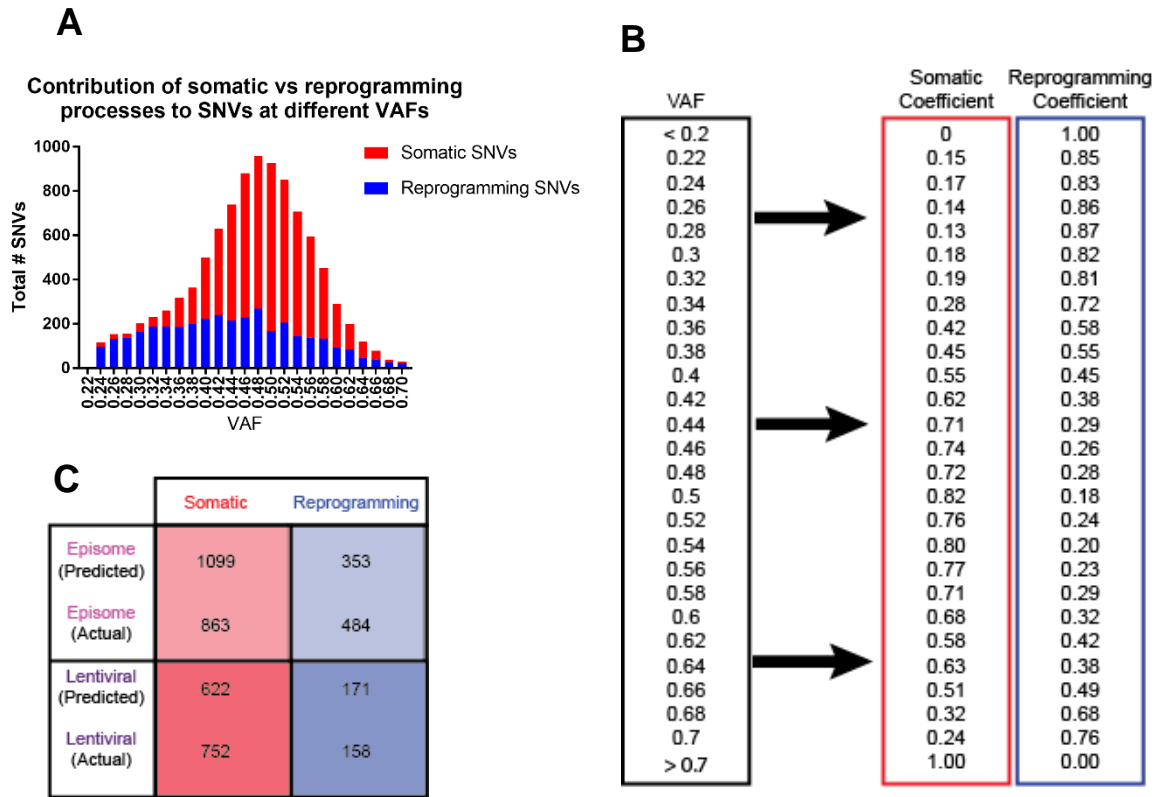 A
Contribution of somatic vs reprogramming
processes to SNVs at different VAFs
Total # SNVs
1000
800
600
400
200
0
0.22
0.24
0.26
0.28
0.30
0.32
0.34
0.36
0.38
0.40
0.42
0.44
0.46
0.48
0.50
0.52
0.54
0.56
0.58
0.60
0.62
0.64
0.66
0.68
0.70
VAF
Somatic SNVs
Reprogramming SNVs
B
VAF Somatic Coefficient Reprogramming Coefficient
< 0.2 0 1.00
0.22 0.15 0.85
0.24 0.17 0.83
0.26 0.14 0.86
0.28 0.13 0.87
0.3 0.18 0.82
0.32 0.19 0.81
0.34 0.28 0.72
0.36 0.42 0.58
0.38 0.45 0.55
0.4 0.55 0.45
0.42 0.62 0.38
0.44 0.71 0.29
0.46 0.74 0.26
0.48 0.72 0.28
0.5 0.82 0.18
0.52 0.76 0.24
0.54 0.80 0.20
0.56 0.77 0.23
0.58 0.71 0.29
0.6 0.68 0.32
0.62 0.58 0.42
0.64 0.63 0.38
0.66 0.51 0.49
0.68 0.32 0.68
0.7 0.24 0.76
> 0.7 1.00 0.00
C
Somatic Reprogramming
Episome
(Predicted) 1099 353
Episome
(Actual) 863 484
Lentiviral
(Predicted) 622 171
Lentiviral
(Actual) 752 158